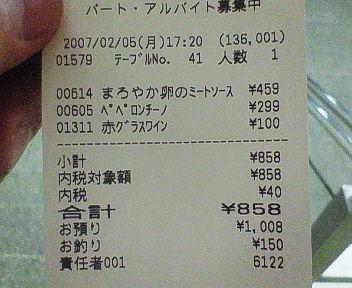 パート・アルバイト募集中
2007/02/05(月)17:20 (136,001)
01579 テーブルNo. 41 人数 1
00614 まろやか卵のミートソース ¥459
00605 ペペロンチーノ ¥299
01311 赤グラスワイン ¥100
小計 ¥858
内税対象額 ¥858
内税 ¥40
合計 ¥858
お預り ¥1,008
お釣り ¥150
責任者001 6122